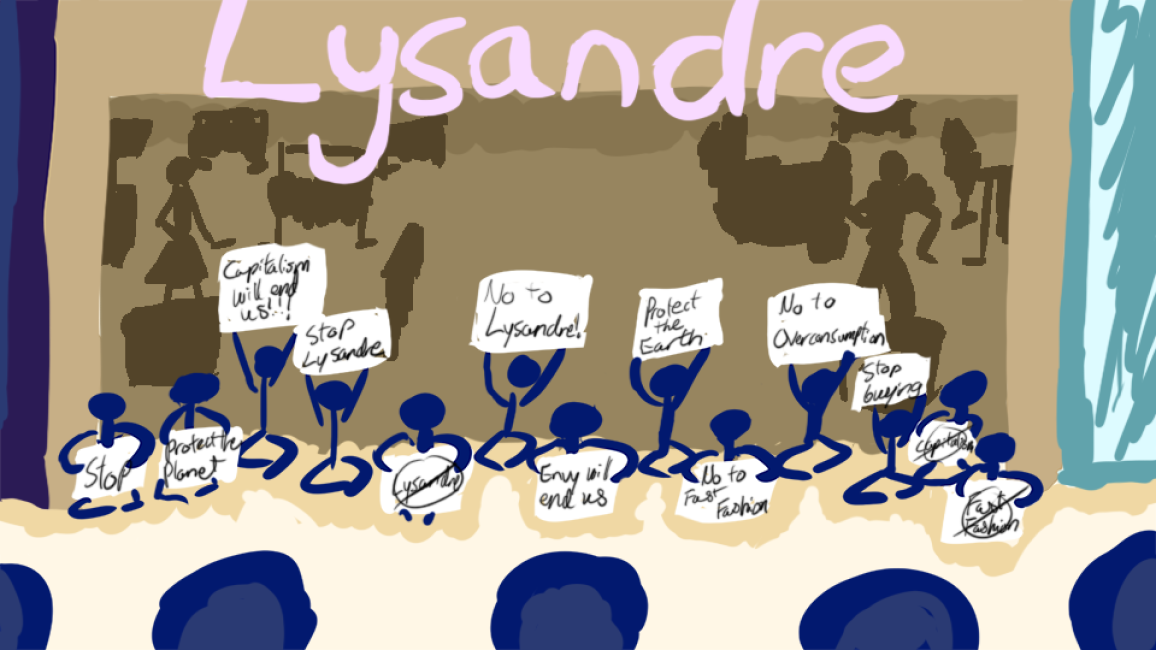 Lysandre
Capitalism
will end
us!!!
Stop
Lysandre
No to
Lysandre!
Protect
the
Earth
No to
Overconsumption
Stop
buying
Stop
Protect the
Planet
Lysandre
Envy will
end us
No to
Fast
Fashion
Capitalism
Fast
Fashion